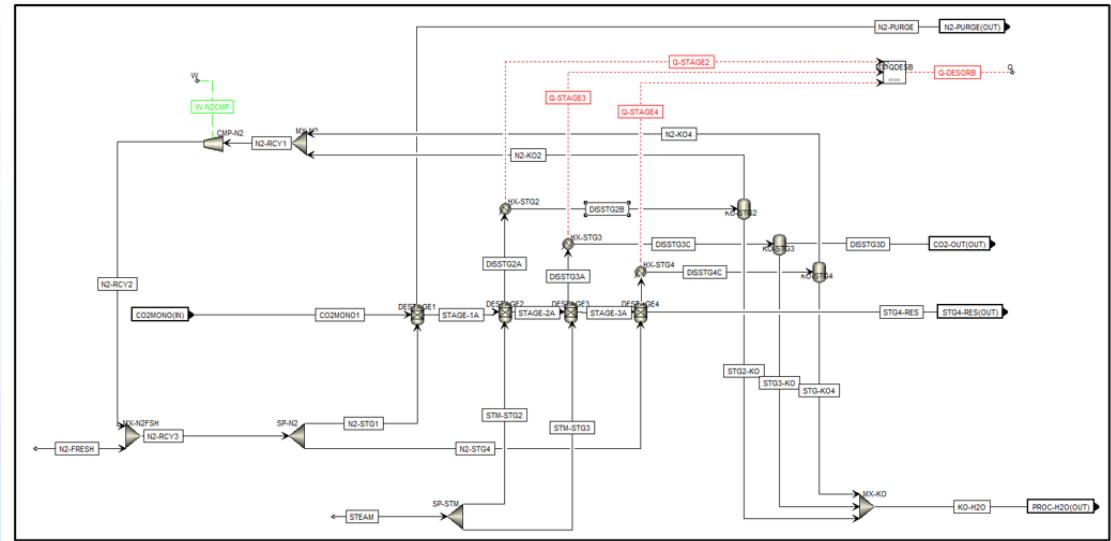 N2-PURGE
N2-PURGE(OUT)
Q-STAGE2
W
Q-DESORB
Q
Q-STAGE3
W-N2CMP
Q-STAGE4
CMP-N2
N2-RCY1
N2-KO4
N2-KO2
HX-STG2
DISSTG2B
KO-STG2
HX-STG3
DISSTG3C
KO-STG3
DISSTG3D
CO2-OUT(OUT)
DISSTG2A
HX-STG4
DISSTG4C
KO-STG4
DISSTG3A
N2-RCY2
DESTAGE1
DESTAGE2
DESTAGE3
DESTAGE4
CO2MONO(IN)
CO2MONO1
STAGE-1A
STAGE-2A
STAGE-3A
STG4-RES
STG4-RES(OUT)
STG2-KO
STG3-KO
STG-KO4
MX-N2FSH
N2-STG1
STM-STG2
STM-STG3
SP-N2
N2-RCY3
N2-FRESH
N2-STG4
SP-STM
MX-KO
STEAM
KO-H2O
PROC-H2O(OUT)